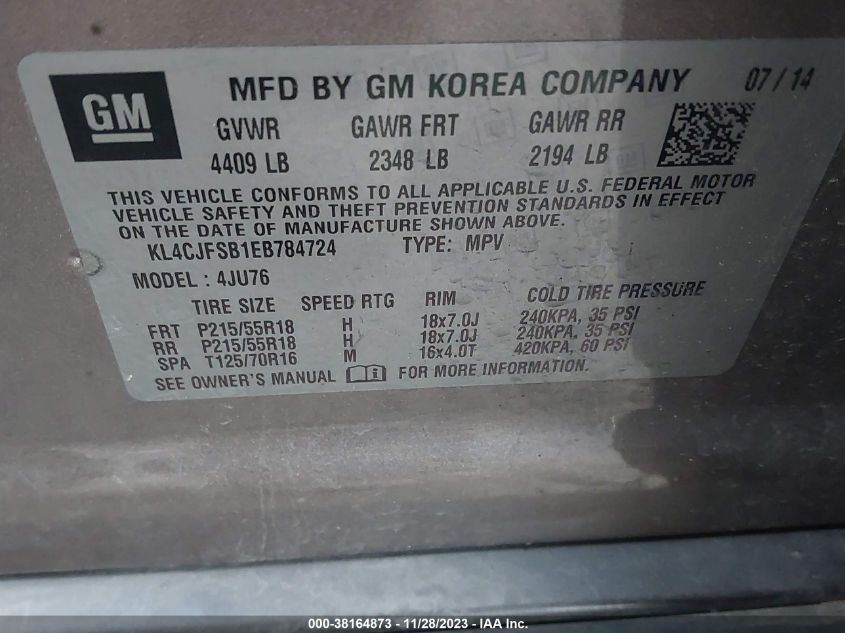 GM MFD BY GM KOREA COMPANY 07/14
GVWR GAWR FRT GAWR RR
4409 LB 2348 LB 2194 LB
THIS VEHICLE CONFORMS TO ALL APPLICABLE U.S. FEDERAL MOTOR
VEHICLE SAFETY AND THEFT PREVENTION STANDARDS IN EFFECT
ON THE DATE OF MANUFACTURE SHOWN ABOVE.
KL4CJFSB1EB784724 TYPE: MPV
MODEL : 4JU76
TIRE SIZE SPEED RTG RIM COLD TIRE PRESSURE
FRT P215/55R18 H 18x7.0J 240KPA, 35 PSI
RR P215/55R18 H 18x7.0J 240KPA, 35 PSI
SPA T125/70R16 M 16x4.0T 420KPA, 60 PSI
SEE OWNER'S MANUAL FOR MORE INFORMATION.
000-38164873 - 11/28/2023 - IAA Inc.